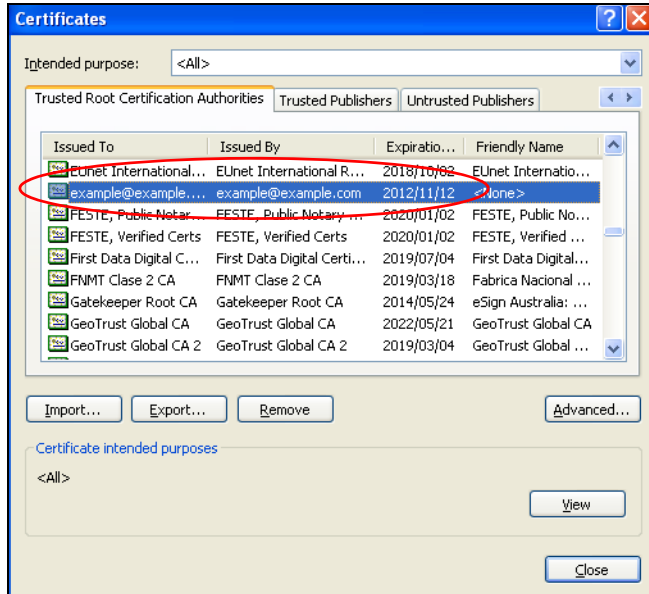 Certificates
Intended purpose: <All>
Trusted Root Certification Authorities Trusted Publishers Untrusted Publishers
Issued To Issued By Expiratio... Friendly Name
EUnet International... EUnet International R... 2018/10/02 EUnet Internatio...
example@example.... example@example.com 2012/11/12 <None>
FESTE, Public Notar... FESTE, Public Notary ... 2020/01/02 FESTE, Public No...
FESTE, Verified Certs FESTE, Verified Certs 2020/01/02 FESTE, Verified ...
First Data Digital C... First Data Digital Certi... 2019/07/04 First Data Digital...
FNMT Clase 2 CA FNMT Clase 2 CA 2019/03/18 Fabrica Nacional ...
Gatekeeper Root CA Gatekeeper Root CA 2014/05/24 eSign Australia: ...
GeoTrust Global CA GeoTrust Global CA 2022/05/21 GeoTrust Global CA
GeoTrust Global CA 2 GeoTrust Global CA 2 2019/03/04 GeoTrust Global ...
Import... Export... Remove Advanced...
Certificate intended purposes
<All>
View
Close